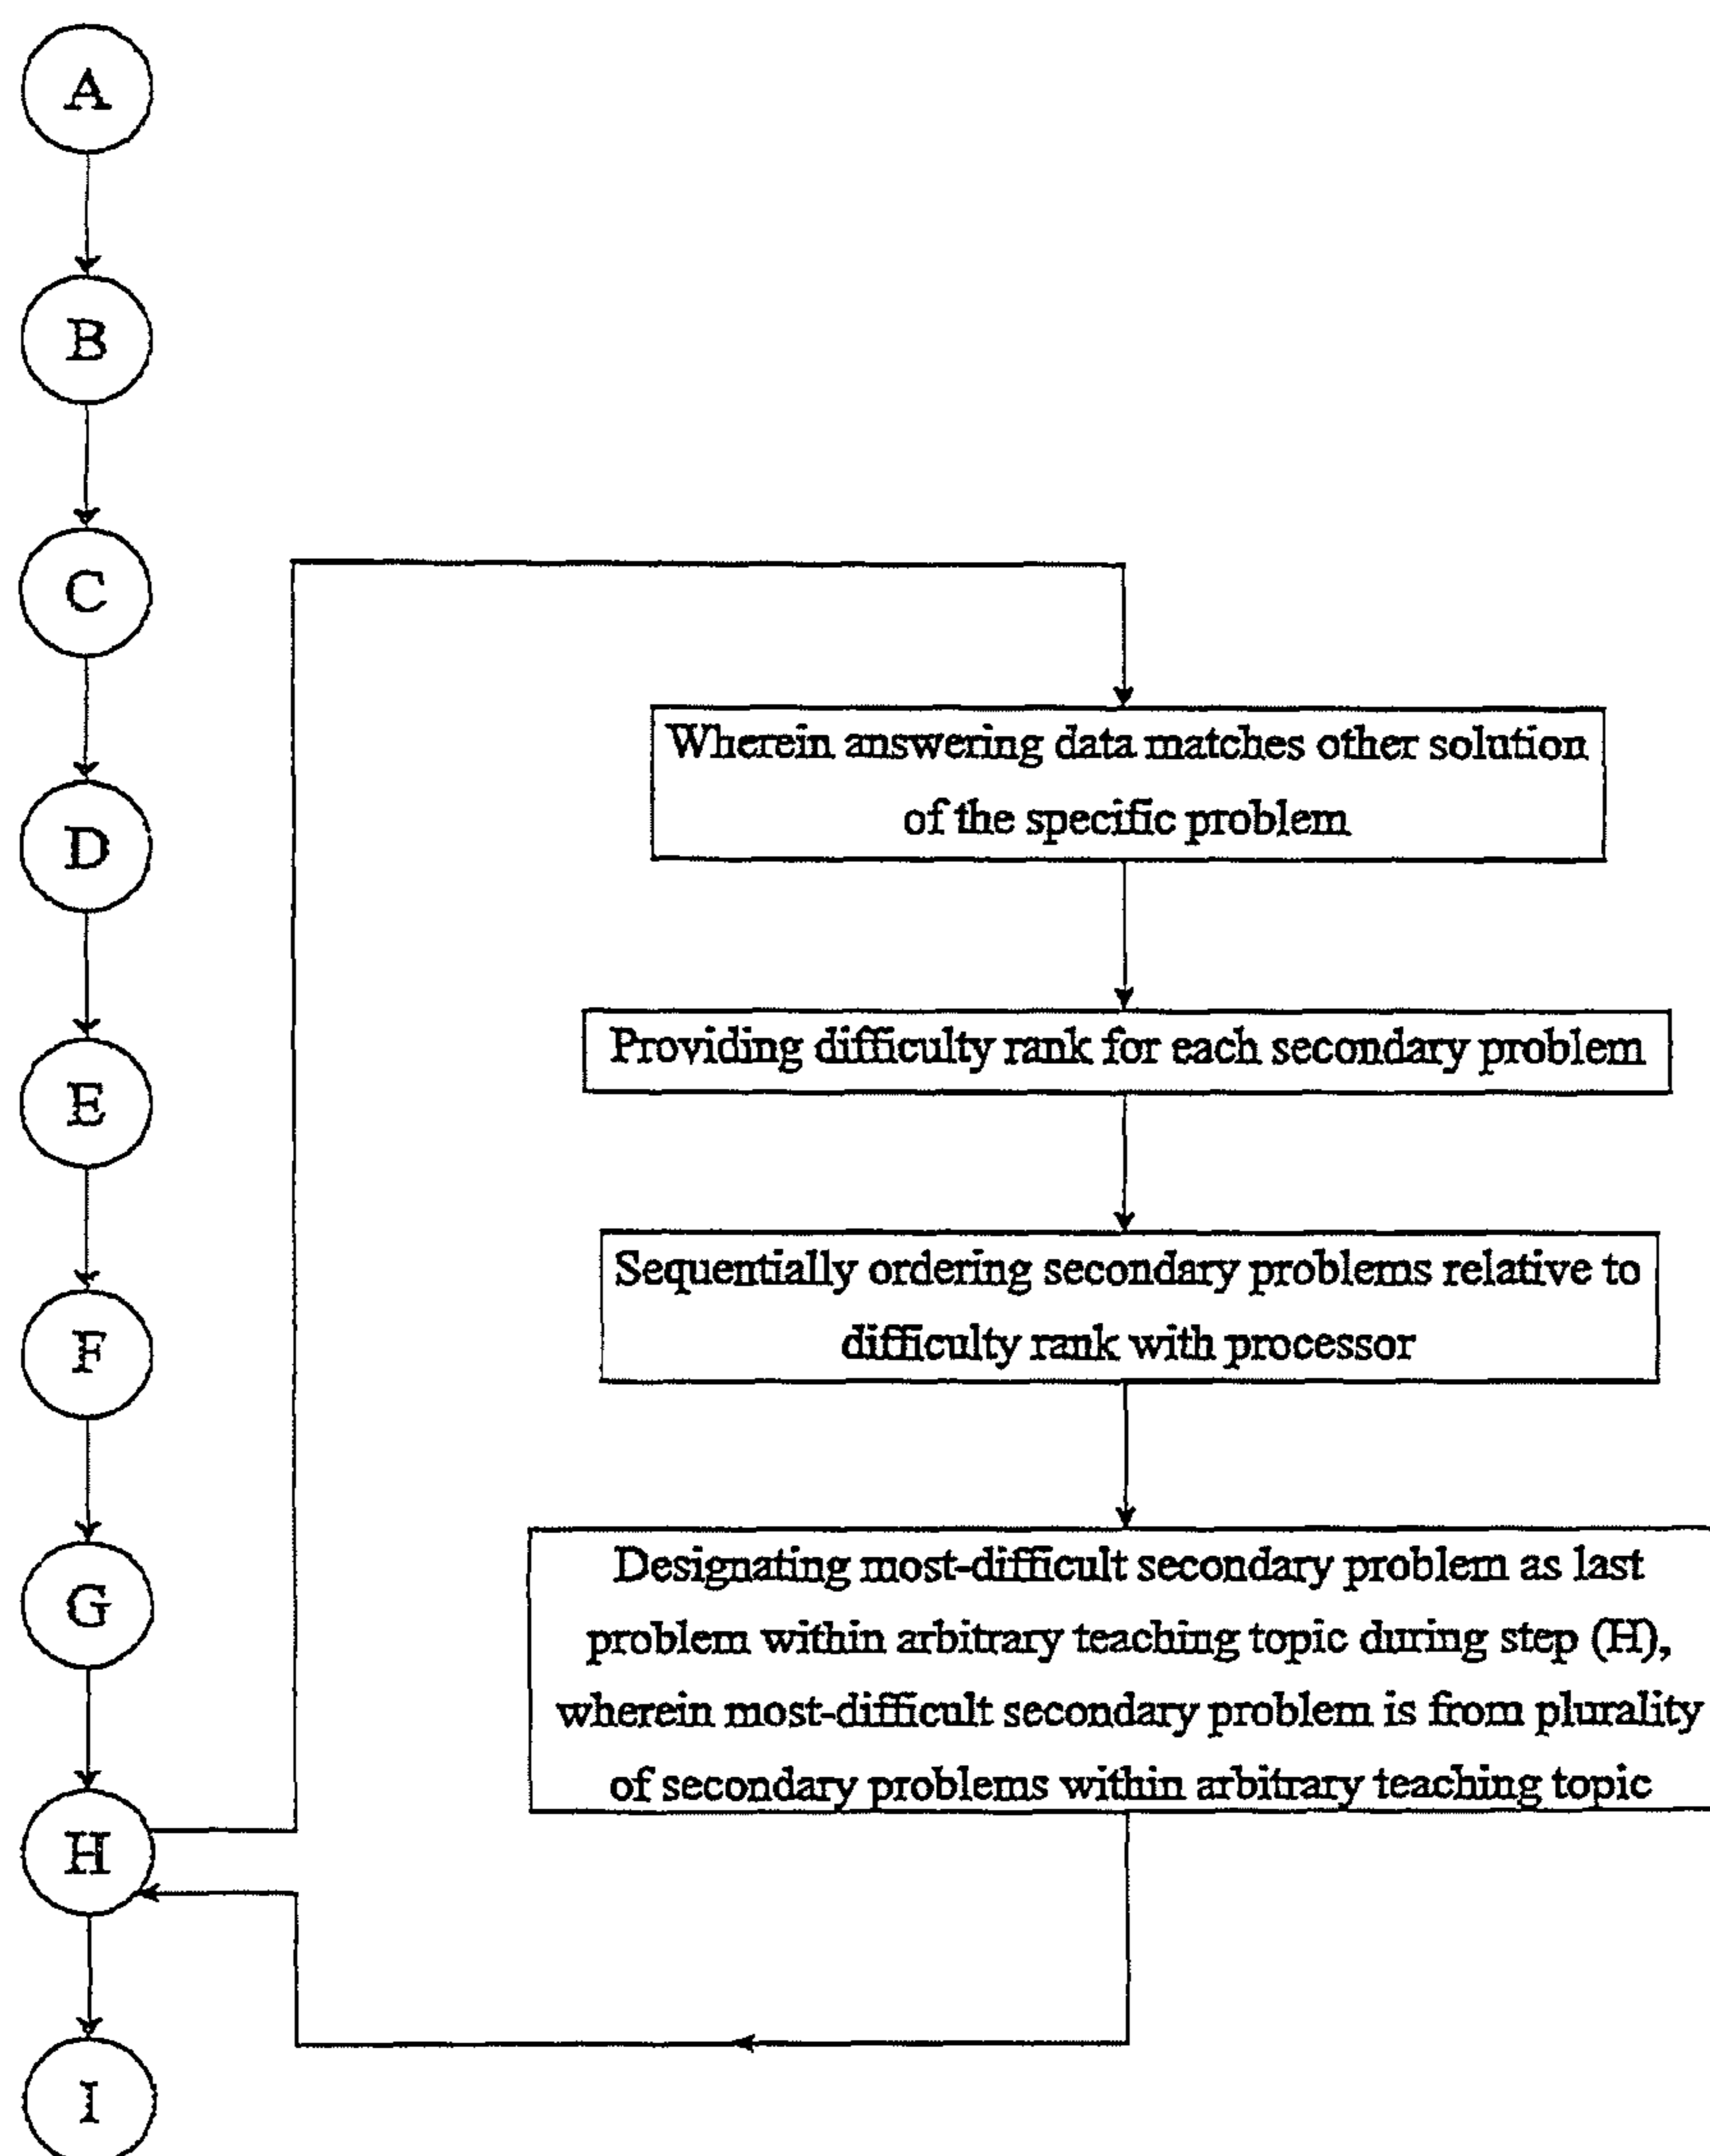 A
B
C
D
E
F
G
H
I
Wherein answering data matches other solution
of the specific problem
Providing difficulty rank for each secondary problem
Sequentially ordering secondary problems relative to
difficulty rank with processor
Designating most-difficult secondary problem as last
problem within arbitrary teaching topic during step (H),
wherein most-difficult secondary problem is from plurality
of secondary problems within arbitrary teaching topic